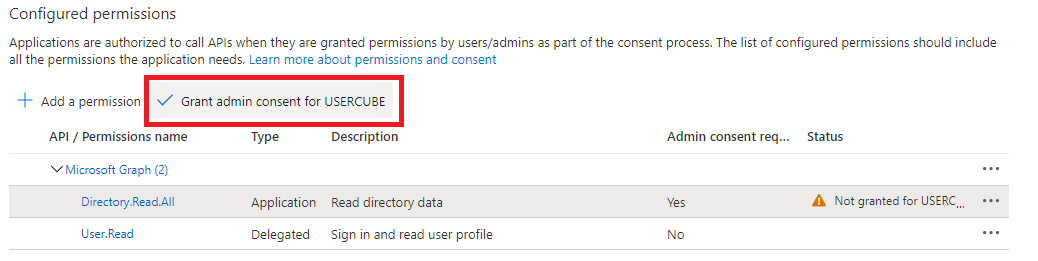 Configured permissions
Applications are authorized to call APIs when they are granted permissions by users/admins as part of the consent process. The list of configured permissions should include
all the permissions the application needs. Learn more about permissions and consent
Add a permission Grant admin consent for USERCUBE
API / Permissions name Type Description Admin consent req... Status
Microsoft Graph (2) ...
Directory.Read.All Application Read directory data Yes Not granted for USERC... ...
User.Read Delegated Sign in and read user profile No ...